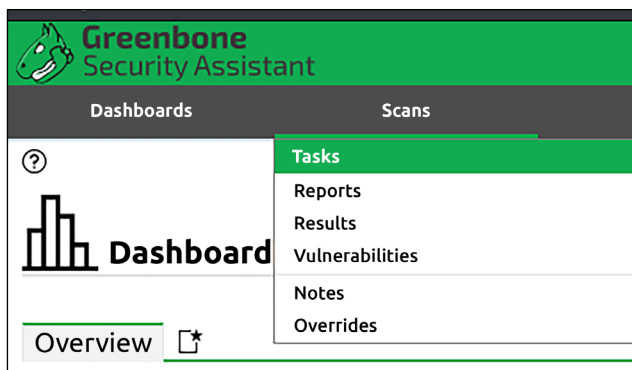 Greenbone
Security Assistant
Dashboards
Scans
Tasks
Reports
Results
Vulnerabilities
Notes
Overrides
Dashboard
Overview